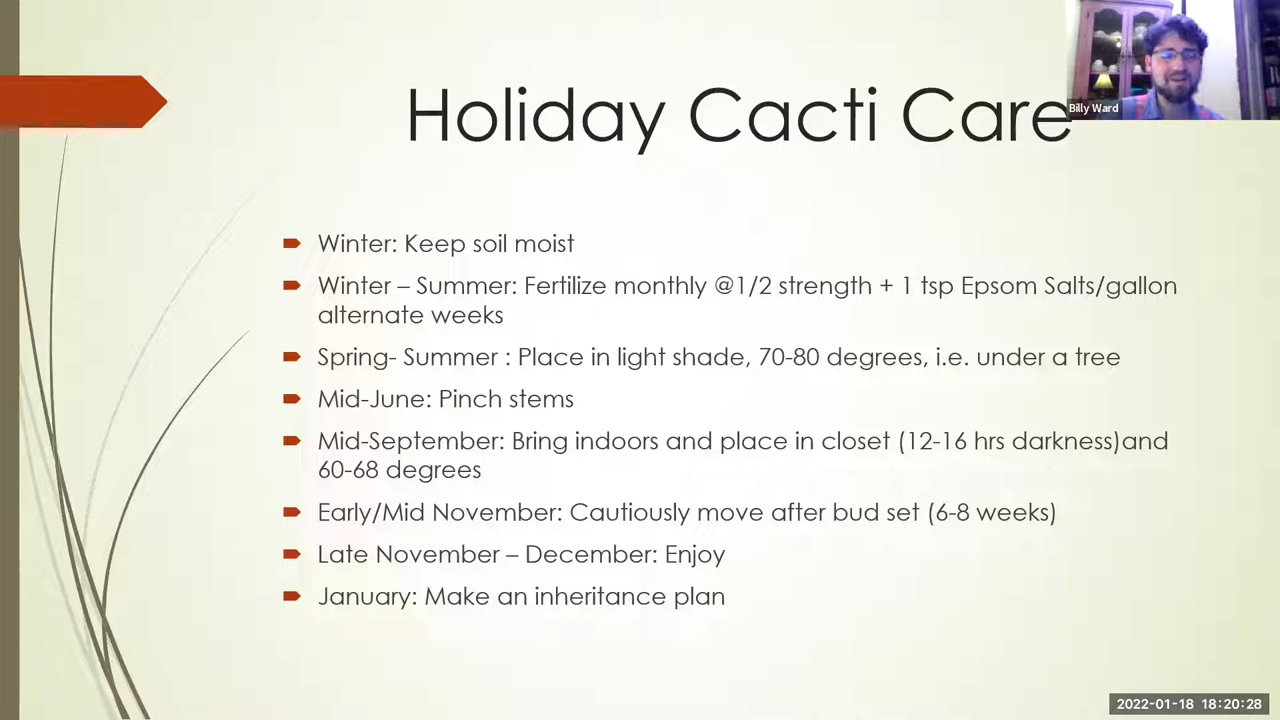 Holiday Cacti Care
Billy Ward
Winter: Keep soil moist
Winter – Summer: Fertilize monthly @1/2 strength + 1 tsp Epsom Salts/gallon
alternate weeks
Spring- Summer : Place in light shade, 70-80 degrees, i.e. under a tree
Mid-June: Pinch stems
Mid-September: Bring indoors and place in closet (12-16 hrs darkness)and
60-68 degrees
Early/Mid November: Cautiously move after bud set (6-8 weeks)
Late November – December: Enjoy
January: Make an inheritance plan
2022-01-18 18:20:28